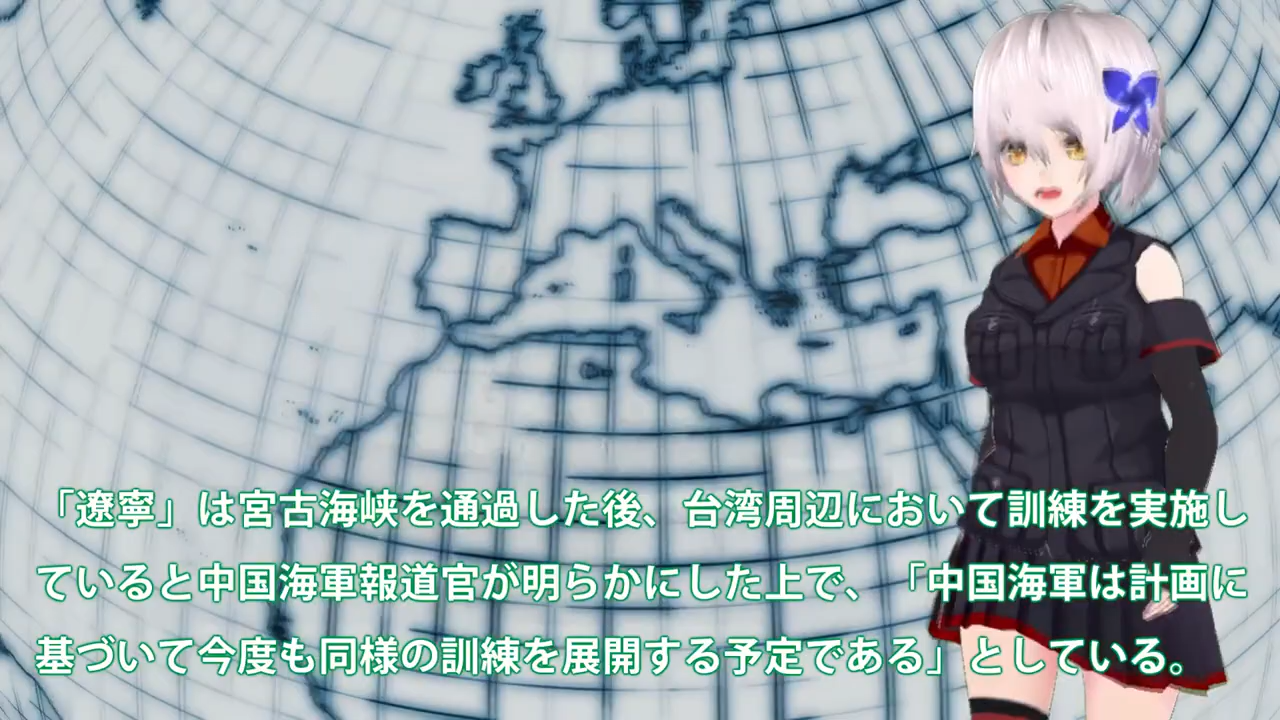 「遼寧」は宮古海峡を通過した後、台湾周辺において訓練を実施し
ていると中国海軍報道官が明らかにした上で、「中国海軍は計画に
基づいて今度も同様の訓練を展開する予定である」としている。